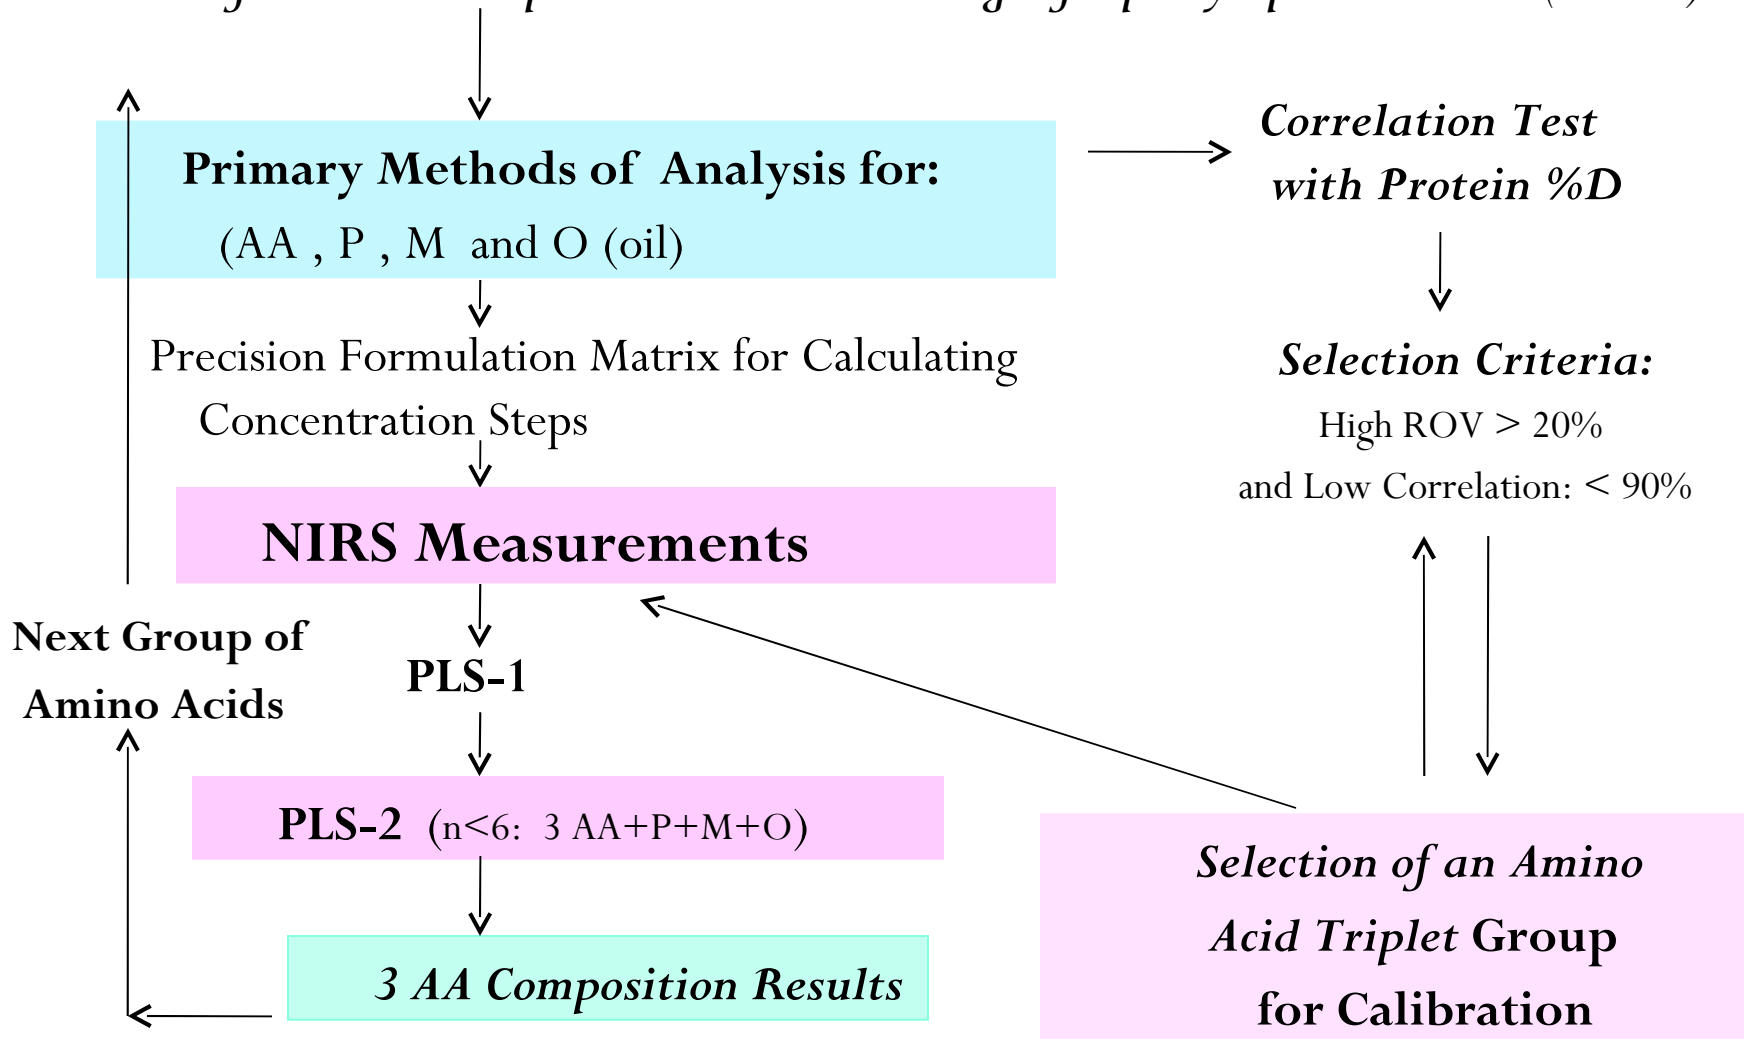 Primary Methods of Analysis for:
(AA , P , M and O (oil)
Precision Formulation Matrix for Calculating
Concentration Steps
NIRS Measurements
Next Group of
Amino Acids
PLS-1
PLS-2 (n<6: 3 AA+P+M+O)
3 AA Composition Results
Correlation Test
with Protein %D
Selection Criteria:
High ROV > 20%
and Low Correlation: < 90%
Selection of an Amino
Acid Triplet Group
for Calibration